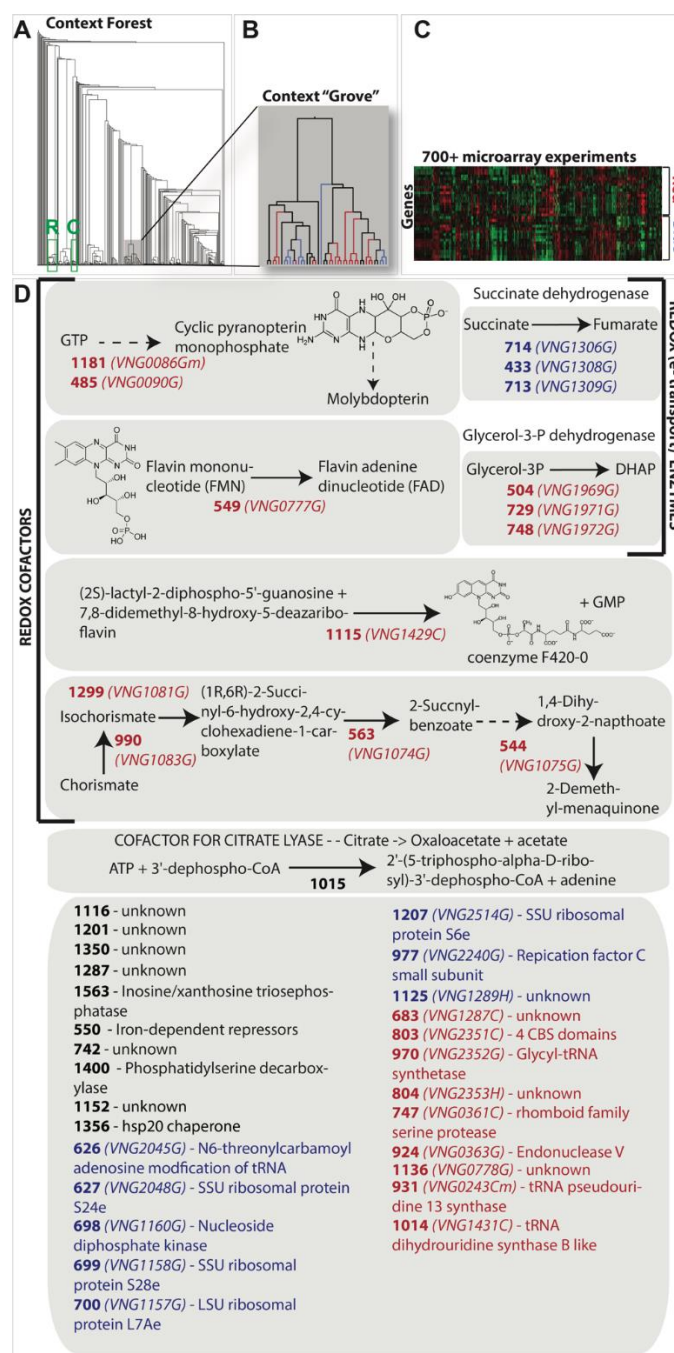 A
Context Forest
B
C
Context "Grove"
700+ microarray experiments
Genes
R C
D
REDOX COFACTORS
GTP
1181 (VNG0086Gm)
485 (VNG0090G)
Cyclic pyranopterin
monophosphate
Molybdopterin
Succinate dehydrogenase
Succinate
Fumarate
714 (VNG1306G)
433 (VNG1308G)
713 (VNG1309G)
Flavin mononu-
cleotide (FMN)
Flavin adenine
dinucleotide (FAD)
549 (VNG0777G)
Glycerol-3-P dehydrogenase
Glycerol-3P
DHAP
504 (VNG1969G)
729 (VNG1971G)
748 (VNG1972G)
(2S)-lactyl-2-diphospho-5'-guanosine +
7,8-didemethyl-8-hydroxy-5-deazaribo-
flavin
1115 (VNG1429C)
+ GMP
coenzyme F420-0
1299 (VNG1081G)
Isochorismate
990
(VNG1083G)
Chorismate
(1R,6R)-2-Succi-
nyl-6-hydroxy-2,4-cy-
clohexadiene-1-car-
boxylate
563
(VNG1074G)
2-Succnyl-
benzoate
544
(VNG1075G)
1,4-Dihy-
droxy-2-napthoate
2-Demeth-
yl-menaquinone
COFACTOR FOR CITRATE LYASE - - Citrate -> Oxaloacetate + acetate
ATP + 3'-dephospho-CoA
1015
2'-(5-triphospho-alpha-D-ribo-
syl)-3'-dephospho-CoA + adenine
1116 - unknown
1201 - unknown
1350 - unknown
1287 - unknown
1563 - Inosine/xanthosine triosephos-
phatase
550 - Iron-dependent repressors
742 - unknown
1400 - Phosphatidylserine decarbox-
ylase
1152 - unknown
1356 - hsp20 chaperone
626 (VNG2045G) - N6-threonylcarbamoyl
adenosine modfication of tRNA
627 (VNG2048G) - SSU ribosomal protein
S24e
698 (VNG1160G) - Nucleoside
diphosphate kinase
699 (VNG1158G) - SSU ribosomal
protein S28e
700 (VNG1157G) - LSU ribosomal
protein L7Ae
1207 (VNG2514G) - SSU ribosomal
protein S6e
977 (VNG2240G) - Repication factor C
small subunit
1125 (VNG1289H) - unknown
683 (VNG1287C) - unknown
803 (VNG2351C) - 4 CBS domains
970 (VNG2352G) - Glycyl-tRNA
synthetase
804 (VNG2353H) - unknown
747 (VNG0361C) - rhomboid family
serine protease
924 (VNG0363G) - Endonuclease V
1136 (VNG0778G) - unknown
931 (VNG0243Cm) - tRNA pseudouri-
dine 13 synthase
1014 (VNG1431C) - tRNA
dihydrouridine synthase B like